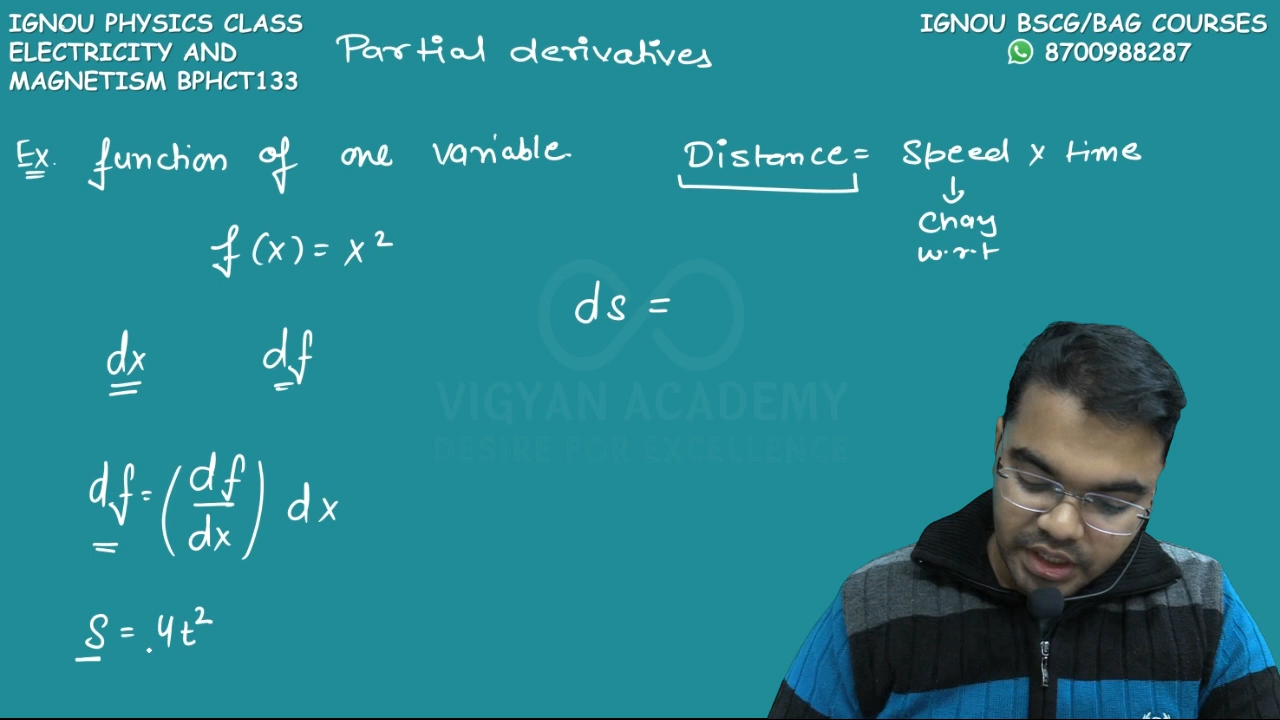 IGNOU PHYSICS CLASS
ELECTRICITY AND
MAGNETISM BPHCT133
Partial derivatives
IGNOU BSCG/BAG COURSES
8700988287
Ex. function of one variable
f(x) = x²
dx df
df = (df/dx) dx
S = .4t²
Distance = Speed x time
↓
Chay
w.r.t
ds =
VIGYAN ACADEMY
DESIRE FOR EXCELLENCE